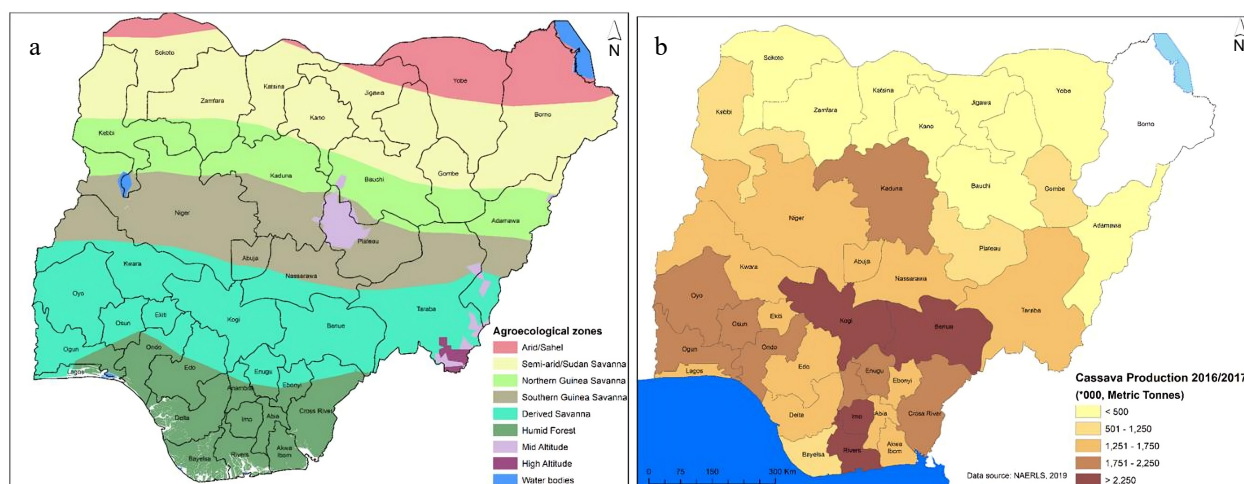 a
N
Sokoto
Katsina
Yobe
Jigawa
Zamfara
Kano
Borno
Kebbi
Kaduna
Bauchi
Gombe
Niger
Adamawa
Plateau
Abuja
Kwara
Nassarawa
Oyo
Taraba
Osun
Ekiti
Kogi
Benue
Ogun
Ondo
Edo
Enugu
Lagos
Anambra
Ebonyi
Delta
Imo
Abia
Cross River
Bayelsa
Rivers
Akwa
Ibom
Agroecological zones
Arid/Sahel
Semi-arid/Sudan Savanna
Northern Guinea Savanna
Southern Guinea Savanna
Derived Savanna
Humid Forest
Mid Altitude
High Altitude
Water bodies
b
N
Sokoto
Katsina
Yobe
Jigawa
Zamfara
Kano
Borno
Kebbi
Kaduna
Bauchi
Gombe
Niger
Adamawa
Plateau
Abuja
Kwara
Nassarawa
Oyo
Taraba
Osun
Ekiti
Kogi
Benue
Ogun
Ondo
Edo
Enugu
Lagos
Ebonyi
Delta
Imo
Abia
Cross River
Bayelsa
Rivers
Akwa
Ibom
0 75 150 300 Km
Cassava Production 2016/2017
(*000, Metric Tonnes)
< 500
501 - 1,250
1,251 - 1,750
1,751 - 2,250
> 2,250
Data source: NAERLS, 2019